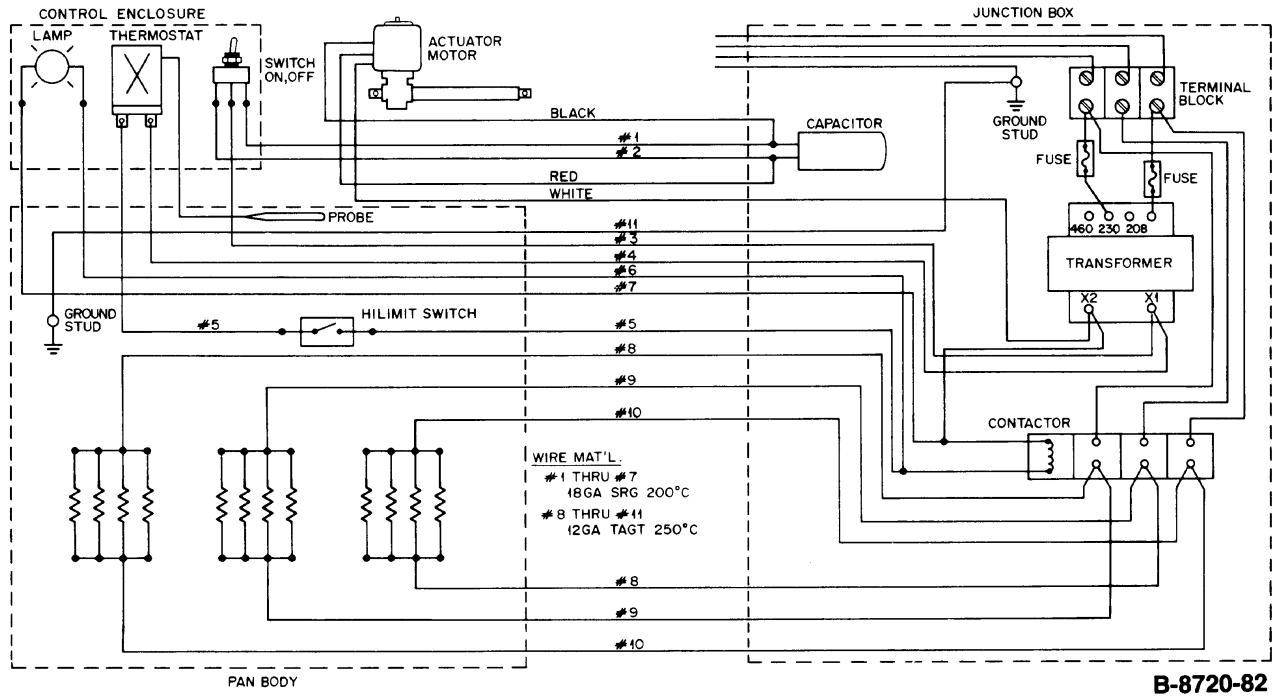 CONTROL ENCLOSURE
LAMP
THERMOSTAT
SWITCH
ON,OFF
ACTUATOR
MOTOR
JUNCTION BOX
TERMINAL
BLOCK
GROUND
STUD
BLACK
#1
#2
CAPACITOR
FUSE
FUSE
RED
WHITE
PROBE
#11
#3
#4
#6
#7
460 230 208
TRANSFORMER
X2 X1
GROUND
STUD
#5
HILIMIT SWITCH
#5
#8
#9
#10
CONTACTOR
WIRE MAT'L.
#1 THRU #7
18GA SRG 200°C
#8 THRU #11
12GA TAGT 250°C
#8
#9
#10
PAN BODY
B-8720-82